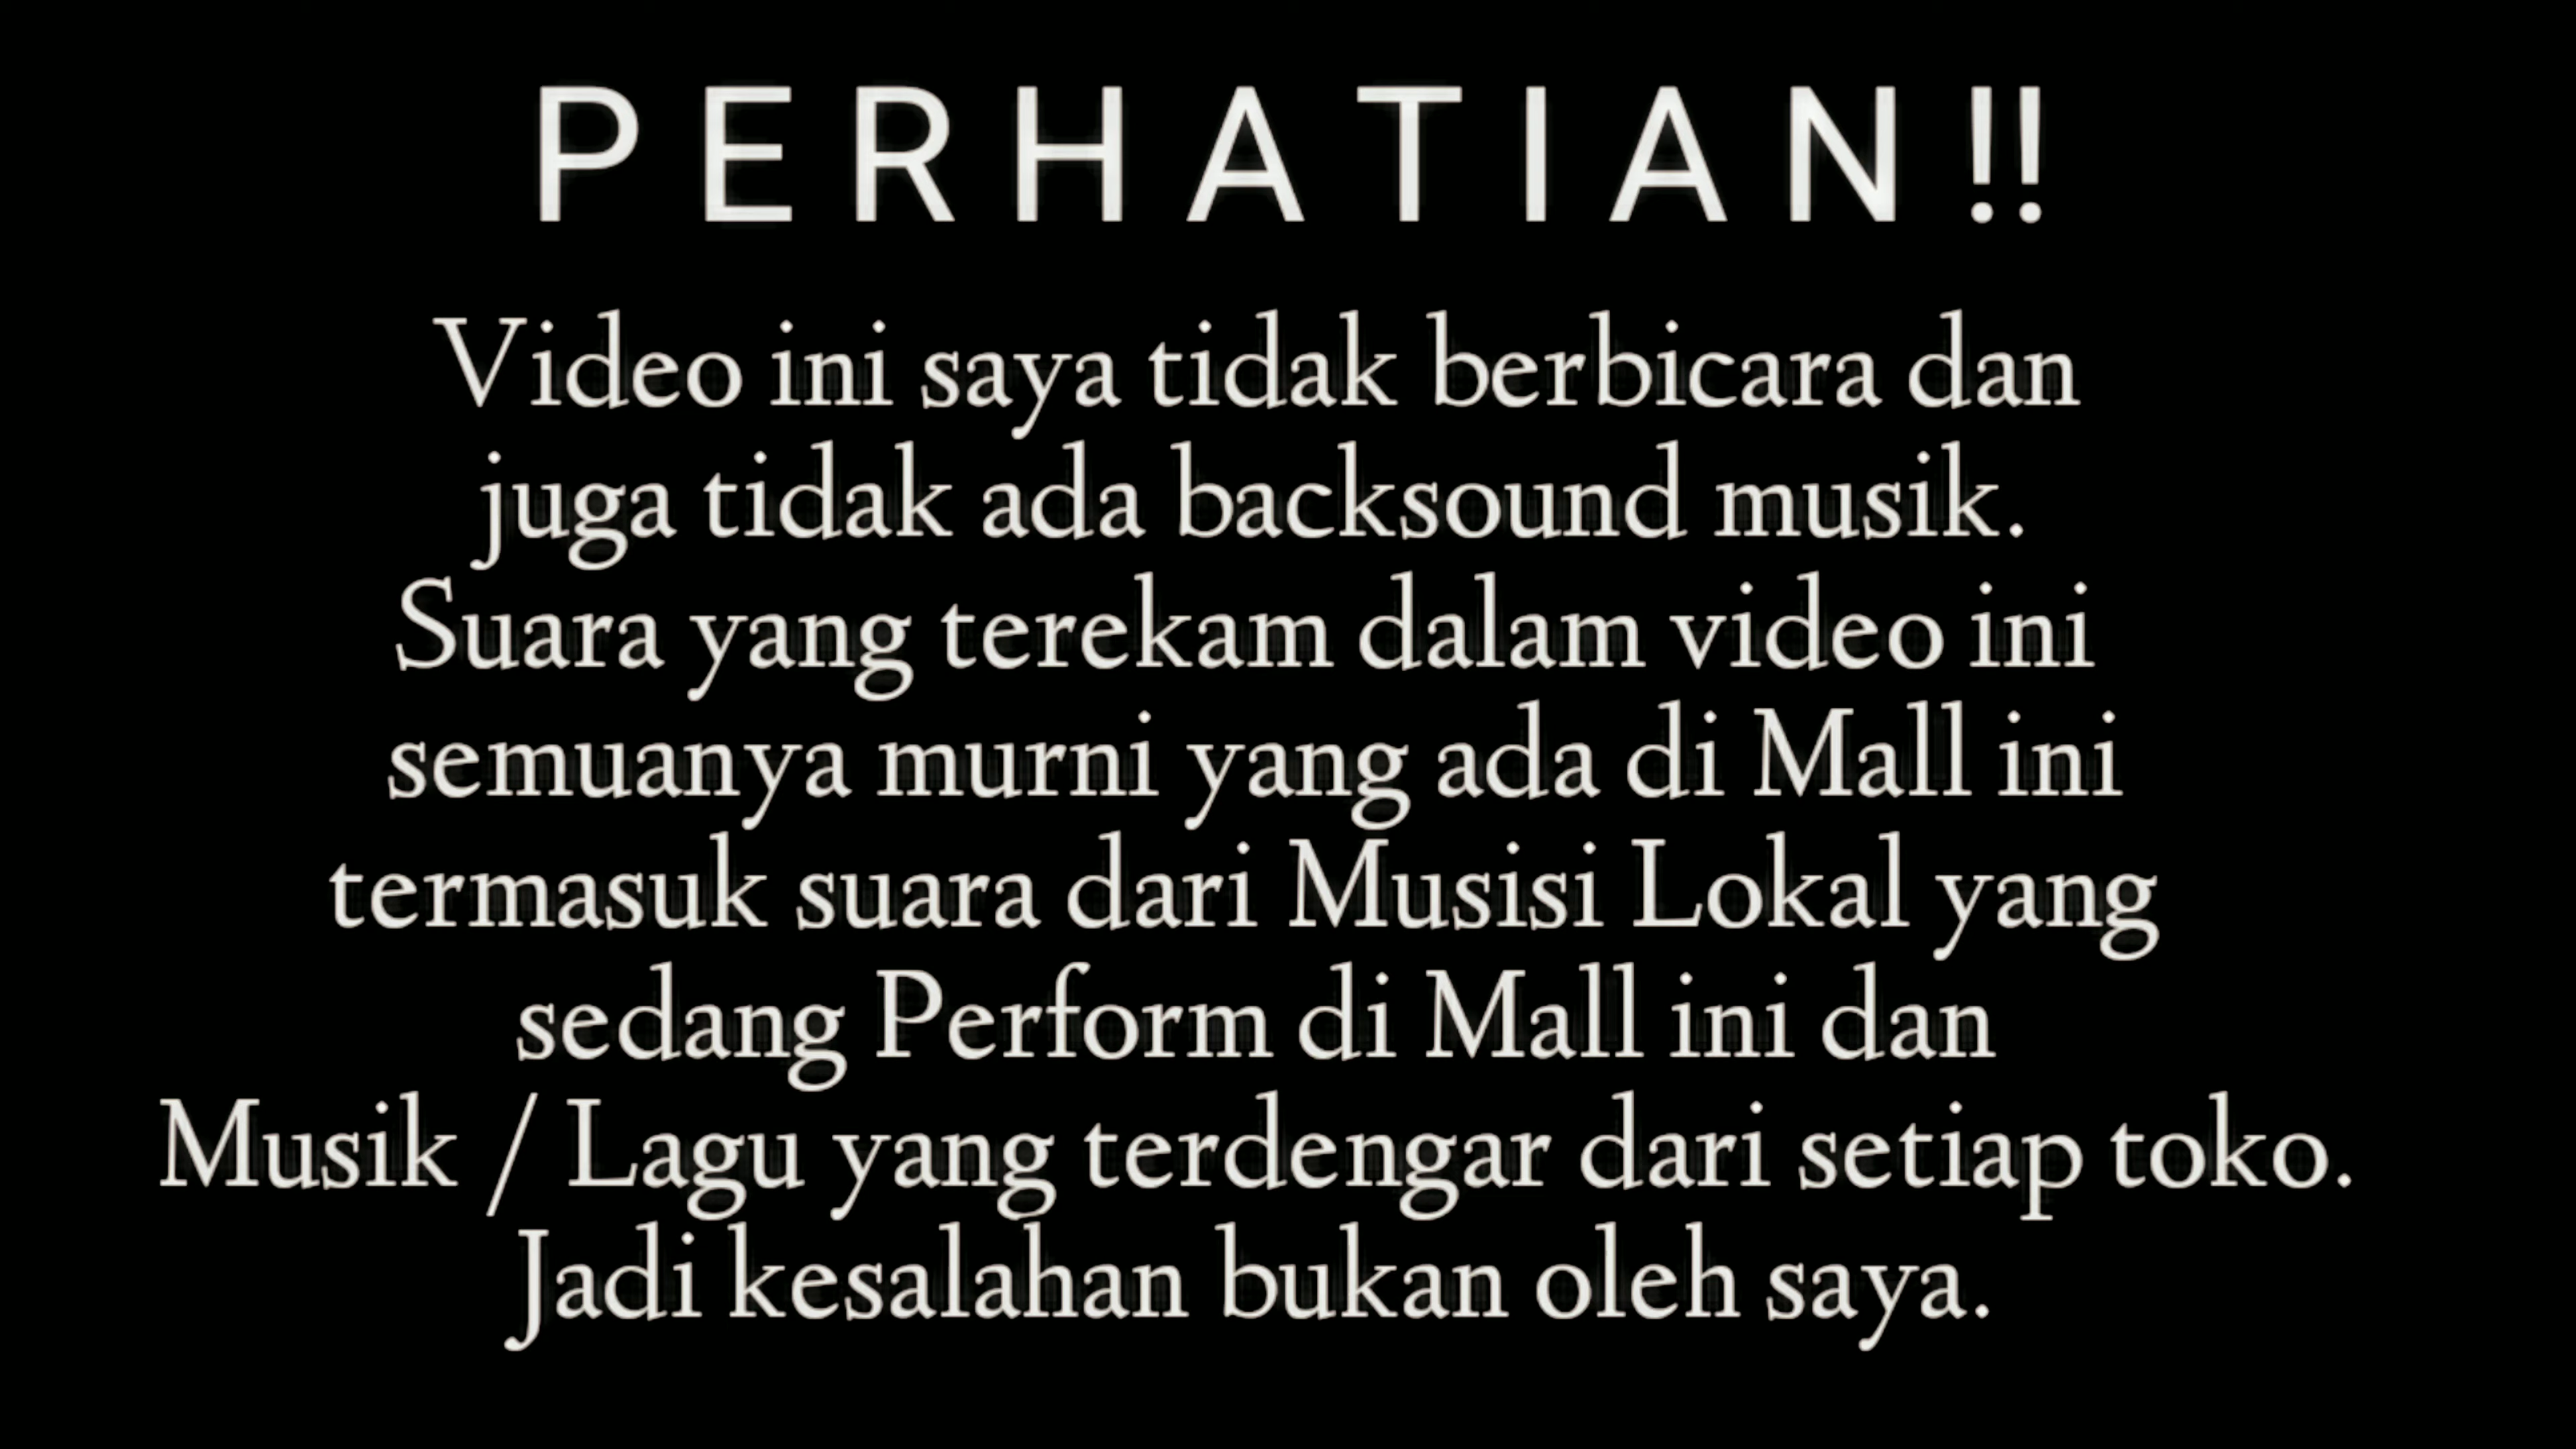 PERHATIAN!!
Video ini saya tidak berbicara dan
juga tidak ada backsound musik.
Suara yang terekam dalam video ini
semuanya murni yang ada di Mall ini
termasuk suara dari Musisi Lokal yang
sedang Perform di Mall ini dan
Musik / Lagu yang terdengar dari setiap toko.
Jadi kesalahan bukan oleh saya.